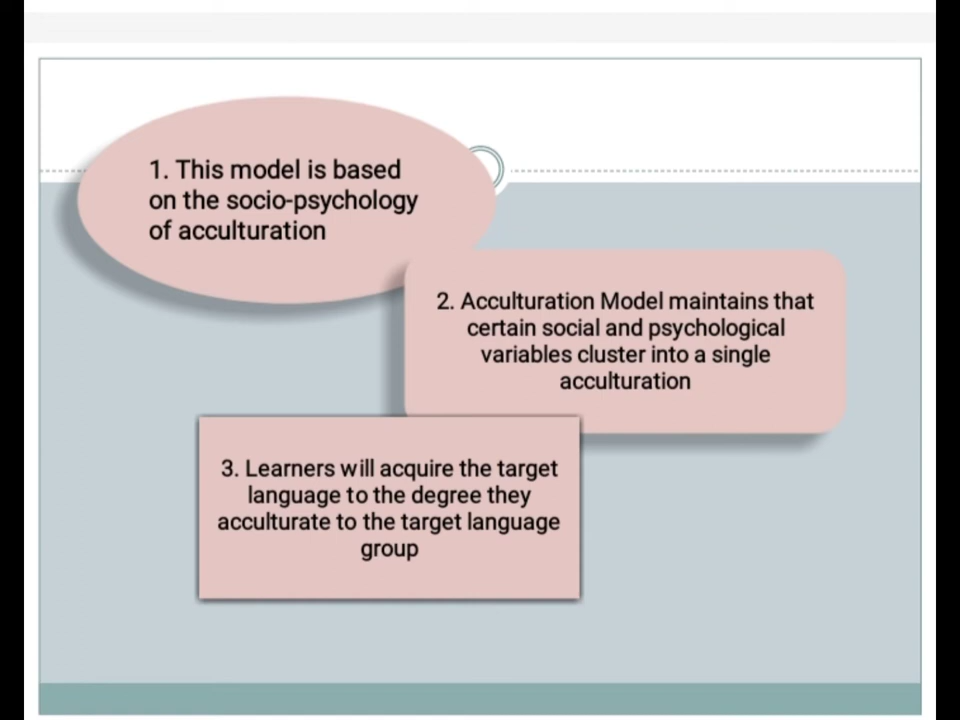 1. This model is based
on the socio-psychology
of acculturation
2. Acculturation Model maintains that
certain social and psychological
variables cluster into a single
acculturation
3. Learners will acquire the target
language to the degree they
acculturate to the target language
group